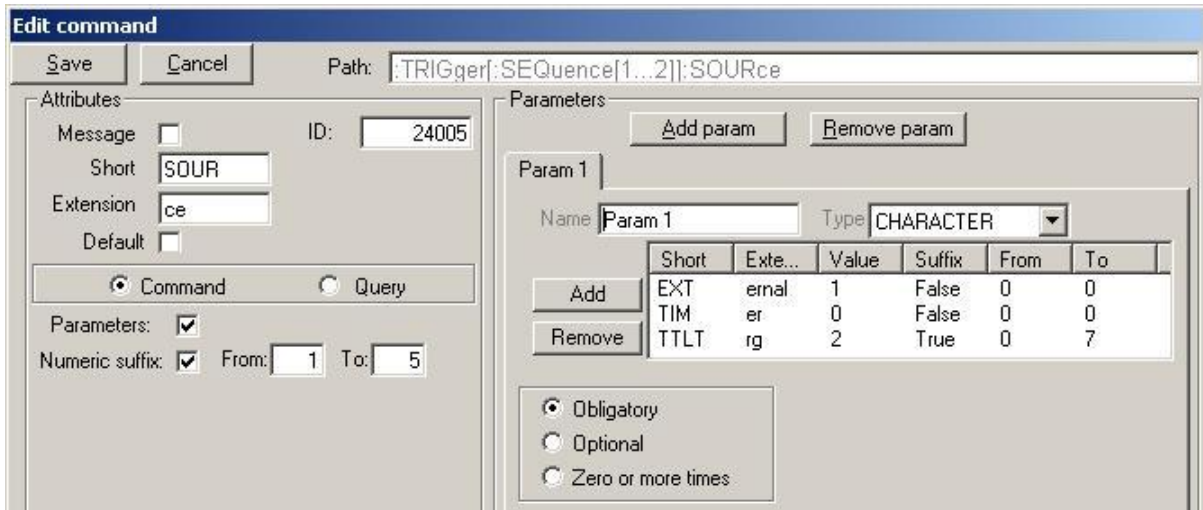 Edit command
Save Cancel Path: :TRIGger[:SEQuence[1...2]]:SOURce
Attributes
Message ID: 24005
Short SOUR
Extension ce
Default
Command Query
Parameters:
Numeric suffix: From: 1 To: 5
Parameters
Add param Remove param
Param 1
Name Param 1 Type CHARACTER
Short Exte... Value Suffix From To
Add Remove
EXT ernal 1 False 0 0
TIM er 0 False 0 0
TTLT rg 2 True 0 7
Obligatory
Optional
Zero or more times